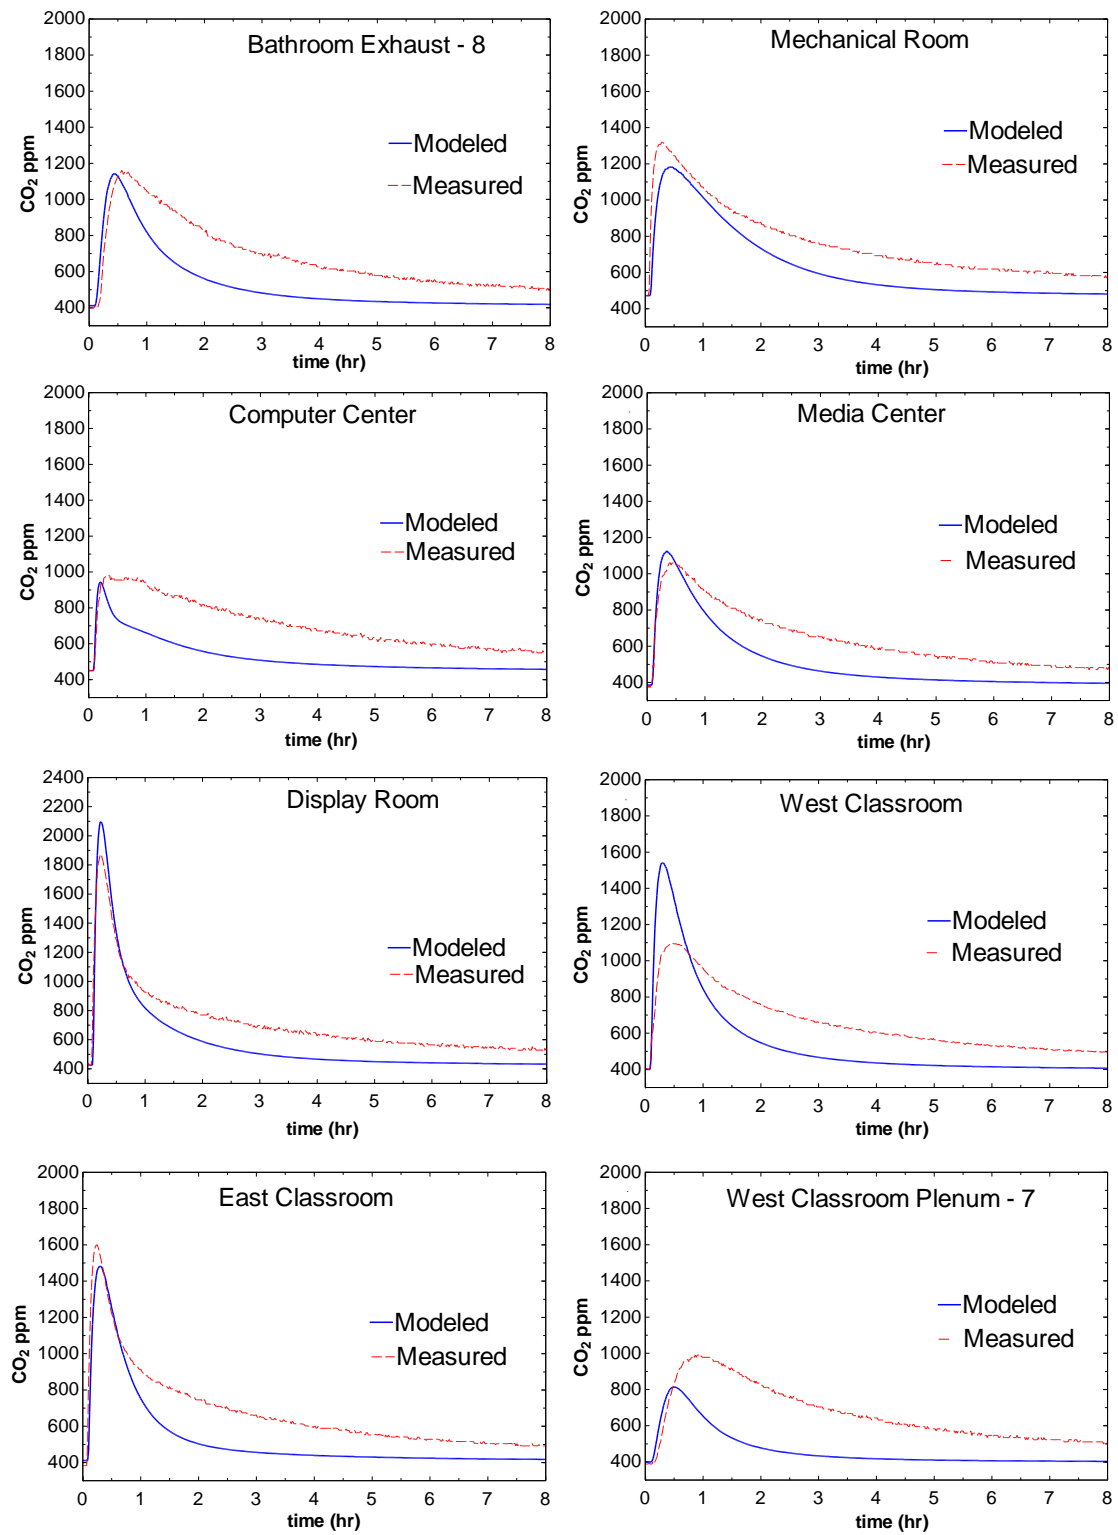 Bathroom Exhaust - 8
2000
1800
1600
1400
1200
1000
800
600
400
CO2 ppm
Modeled
Measured
0 1 2 3 4 5 6 7 8
time (hr)
Mechanical Room
2000
1800
1600
1400
1200
1000
800
600
400
CO2 ppm
Modeled
Measured
0 1 2 3 4 5 6 7 8
time (hr)
Computer Center
2000
1800
1600
1400
1200
1000
800
600
400
CO2 ppm
Modeled
Measured
0 1 2 3 4 5 6 7 8
time (hr)
Media Center
2000
1800
1600
1400
1200
1000
800
600
400
CO2 ppm
Modeled
Measured
0 1 2 3 4 5 6 7 8
time (hr)
Display Room
2400
2200
2000
1800
1600
1400
1200
1000
800
600
400
CO2 ppm
Modeled
Measured
0 1 2 3 4 5 6 7 8
time (hr)
West Classroom
2000
1800
1600
1400
1200
1000
800
600
400
CO2 ppm
Modeled
Measured
0 1 2 3 4 5 6 7 8
time (hr)
East Classroom
2000
1800
1600
1400
1200
1000
800
600
400
CO2 ppm
Modeled
Measured
0 1 2 3 4 5 6 7 8
time (hr)
West Classroom Plenum - 7
2000
1800
1600
1400
1200
1000
800
600
400
CO2 ppm
Modeled
Measured
0 1 2 3 4 5 6 7 8
time (hr)